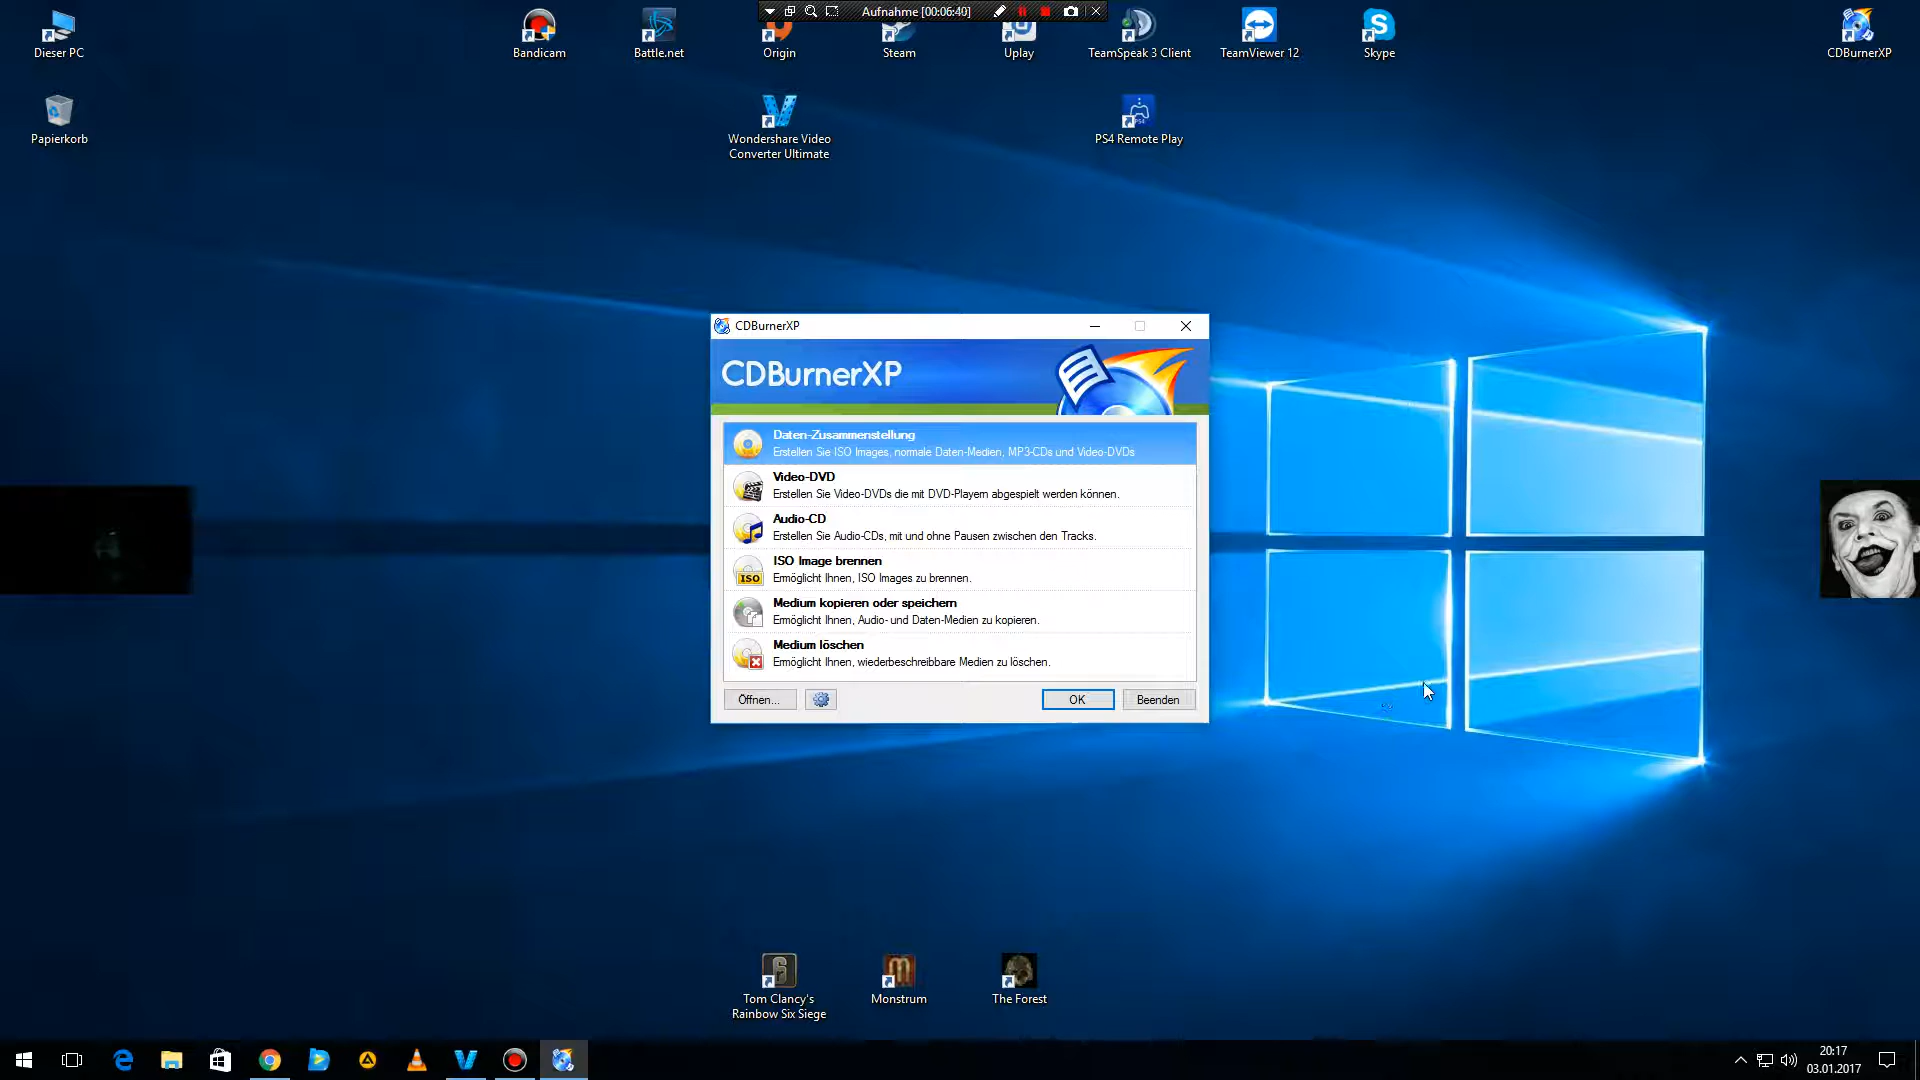 Aufnahme [00:06:40]
Dieser PC
Bandicam
Battle.net
Origin
Steam
Uplay
TeamSpeak 3 Client
TeamViewer 12
Skype
CDBurnerXP
Papierkorb
Wondershare Video
Converter Ultimate
PS4 Remote Play
CDBurnerXP
CDBurnerXP
Daten-Zusammenstellung
Erstellen Sie ISO Images, normale Daten-Medien, MP3-CDs und Video-DVDs
Video-DVD
Erstellen Sie Video-DVDs die mit DVD-Playern abgespielt werden können.
Audio-CD
Erstellen Sie Audio-CDs, mit und ohne Pausen zwischen den Tracks.
ISO
ISO Image brennen
Ermöglicht Ihnen, ISO Images zu brennen.
Medium kopieren oder speichern
Ermöglicht Ihnen, Audio- und Daten-Medien zu kopieren.
Medium löschen
Ermöglicht Ihnen, wiederbeschreibbare Medien zu löschen.
Öffnen...
OK
Beenden
Tom Clancy's
Rainbow Six Siege
Monstrum
The Forest
20:17
03.01.2017